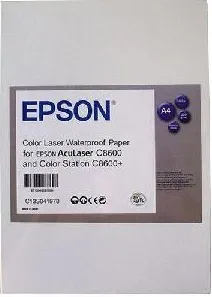 EPSON®
A4
Color Laser Waterproof Paper
for EPSON AcuLaser C8600
and Color Station C8600+